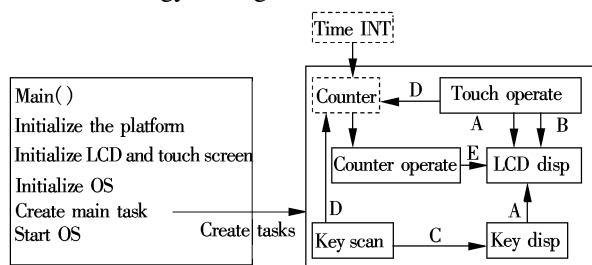 Time INT
Main()
Initialize the platform
Initialize LCD and touch screen
Initialize OS
Create main task
Start OS
Create tasks
Counter
D
Touch operate
A
B
Counter operate
E
LCD disp
D
A
Key scan
C
Key disp